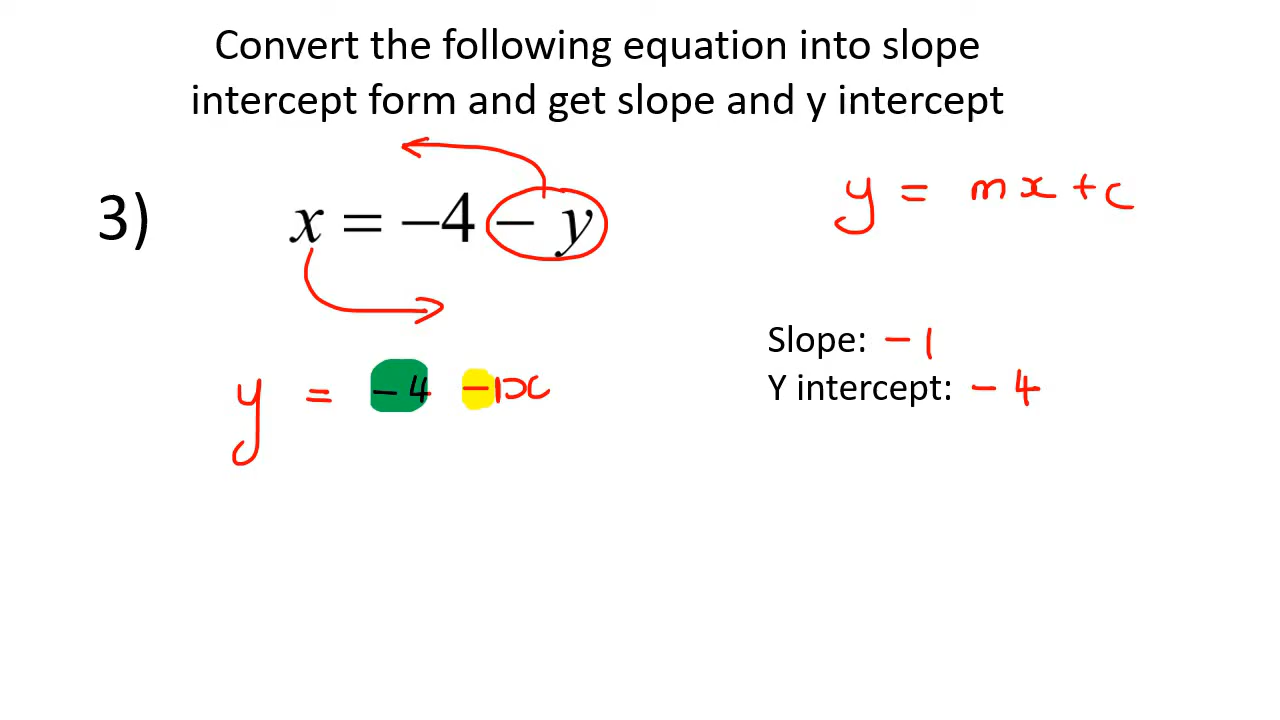 Convert the following equation into slope
intercept form and get slope and y intercept
3) x = −4 − y
y = mx + c
Slope: −1
Y intercept: −4
y = −4 −1x